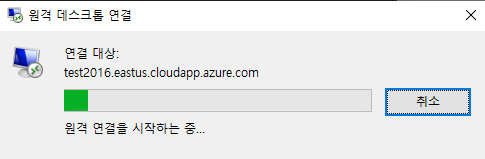 원격 데스크톱 연결
연결 대상:
test2016.eastus.cloudapp.azure.com
취소
원격 연결을 시작하는 중...